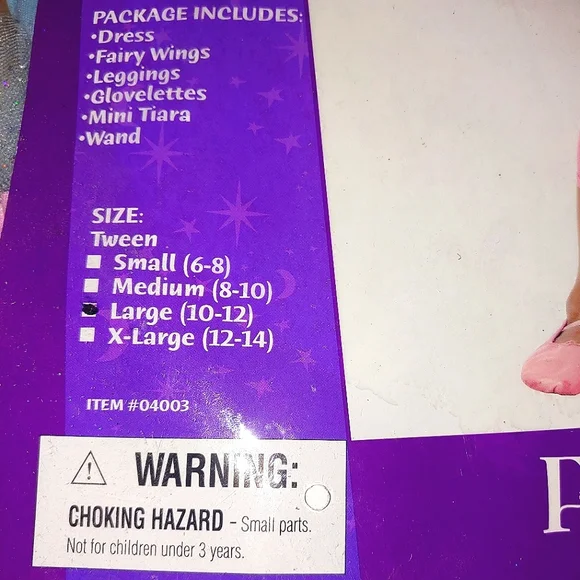 PACKAGE INCLUDES:
•Dress
•Fairy Wings
•Leggings
•Glovelettes
•Mini Tiara
•Wand
SIZE:
Tween
Small (6-8)
Medium (8-10)
Large (10-12)
X-Large (12-14)
ITEM #04003
WARNING:
CHOKING HAZARD - Small parts.
Not for children under 3 years.